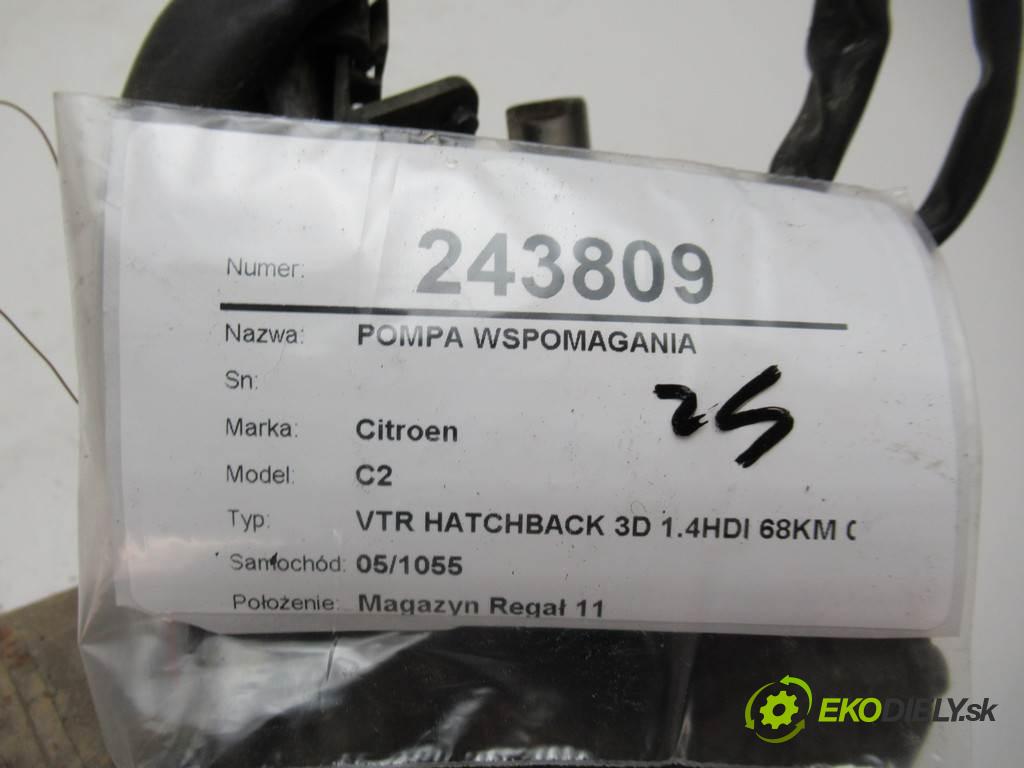 Numer: 243809
Nazwa: POMPA WSPOMAGANIA
Sn:
Marka: Citroen
Model: C2
Typ: VTR HATCHBACK 3D 1.4HDI 68KM
Samochód: 05/1055
Położenie: Magazyn Regał 11
EKODIELY.sk